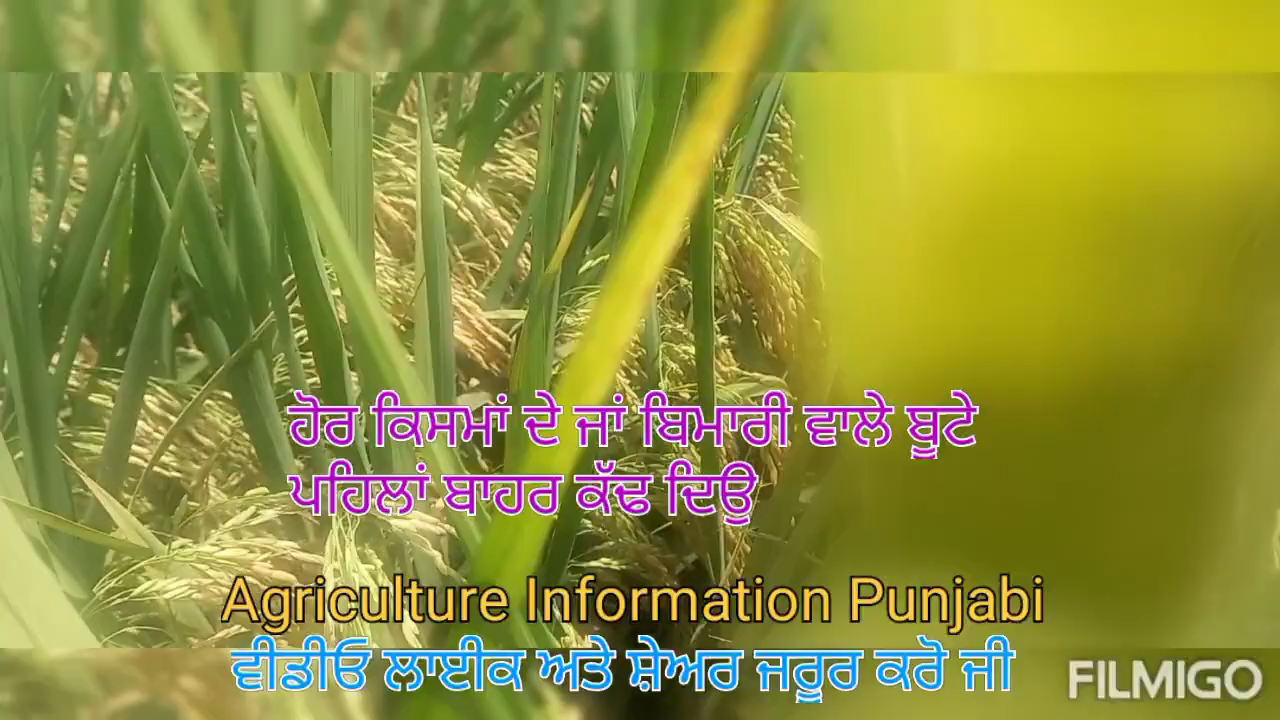 ਹੋਰ ਕਿਸਮਾਂ ਦੇ ਜਾਂ ਬਿਮਾਰੀ ਵਾਲੇ ਬੂਟੇ
ਪਹਿਲਾਂ ਬਾਹਰ ਕੱਢ ਦਿਉ
Agriculture Information Punjabi
ਵੀਡੀਓ ਲਾਈਕ ਅਤੇ ਸ਼ੇਅਰ ਜਰੂਰ ਕਰੋ ਜੀ
FILMIGO